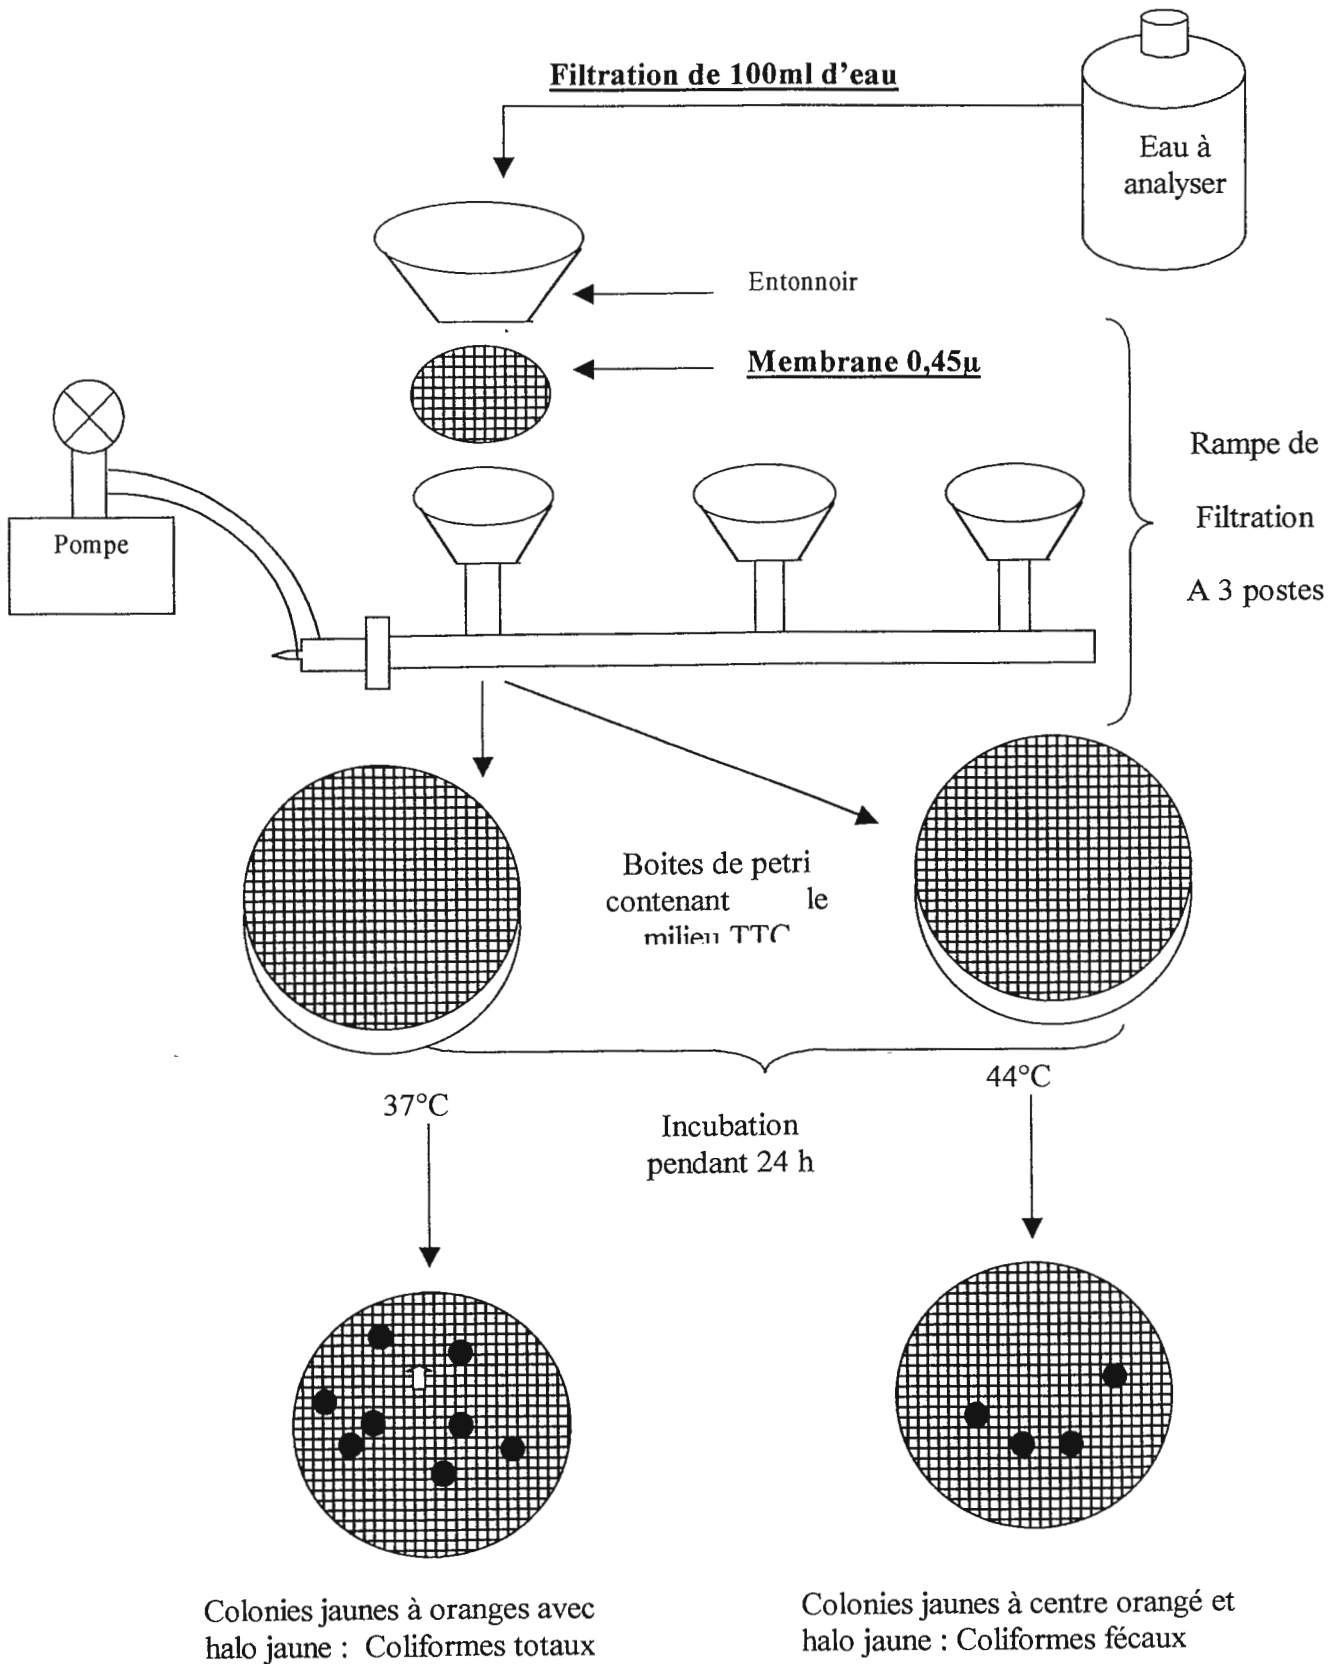 Filtration de 100ml d'eau
Eau à
analyser
Entonnoir
Membrane 0,45µ
Rampe de
Filtration
A 3 postes
Pompe
Boites de petri
contenant le
milieu TTC
37°C
44°C
Incubation
pendant 24 h
Colonies jaunes à oranges avec
halo jaune : Coliformes totaux
Colonies jaunes à centre orangé et
halo jaune : Coliformes fécaux